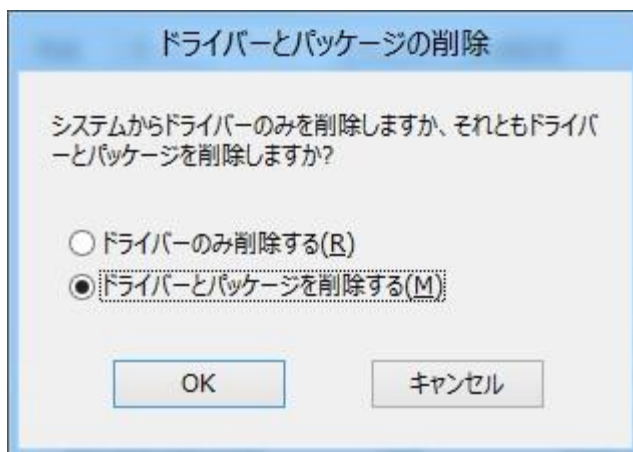 ドライバーとパッケージの削除
システムからドライバーのみを削除しますか、それともドライバ
ーとパッケージを削除しますか?
ドライバーのみ削除する(R)
ドライバーとパッケージを削除する(M)
OK
キャンセル